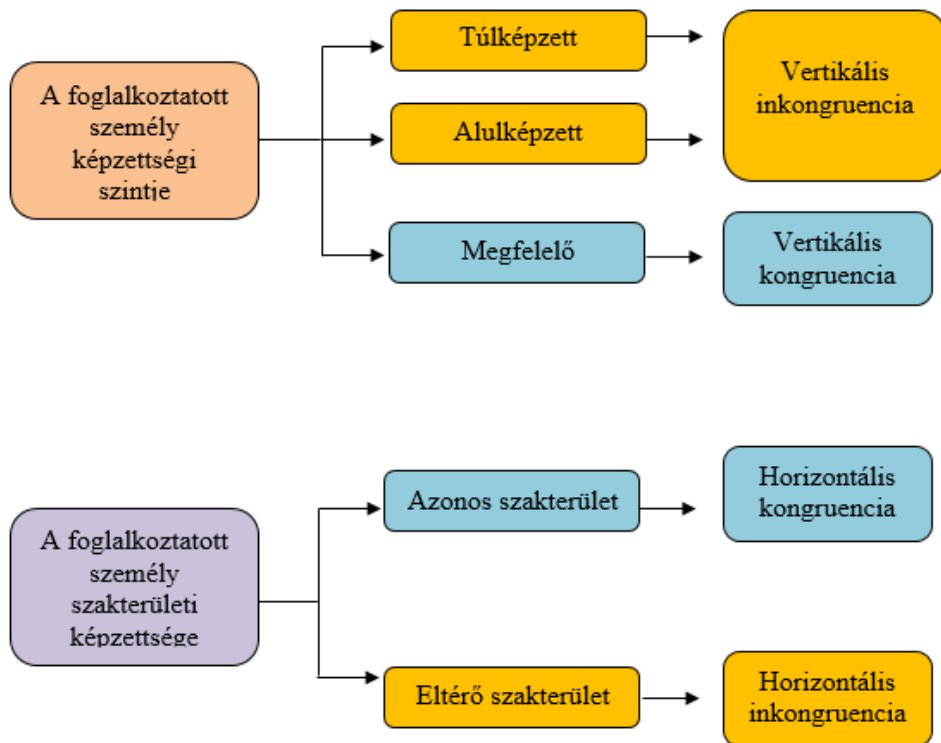 Túlképzett
Vertikális
inkongruencia
A foglalkoztatott
személy
képzettségi
szintje
Alulképzett
Megfelelő
Vertikális
kongruencia
Azonos szakterület
Horizontális
kongruencia
A foglalkoztatott
személy
szakterületi
képzettsége
Eltérő szakterület
Horizontális
inkongruencia